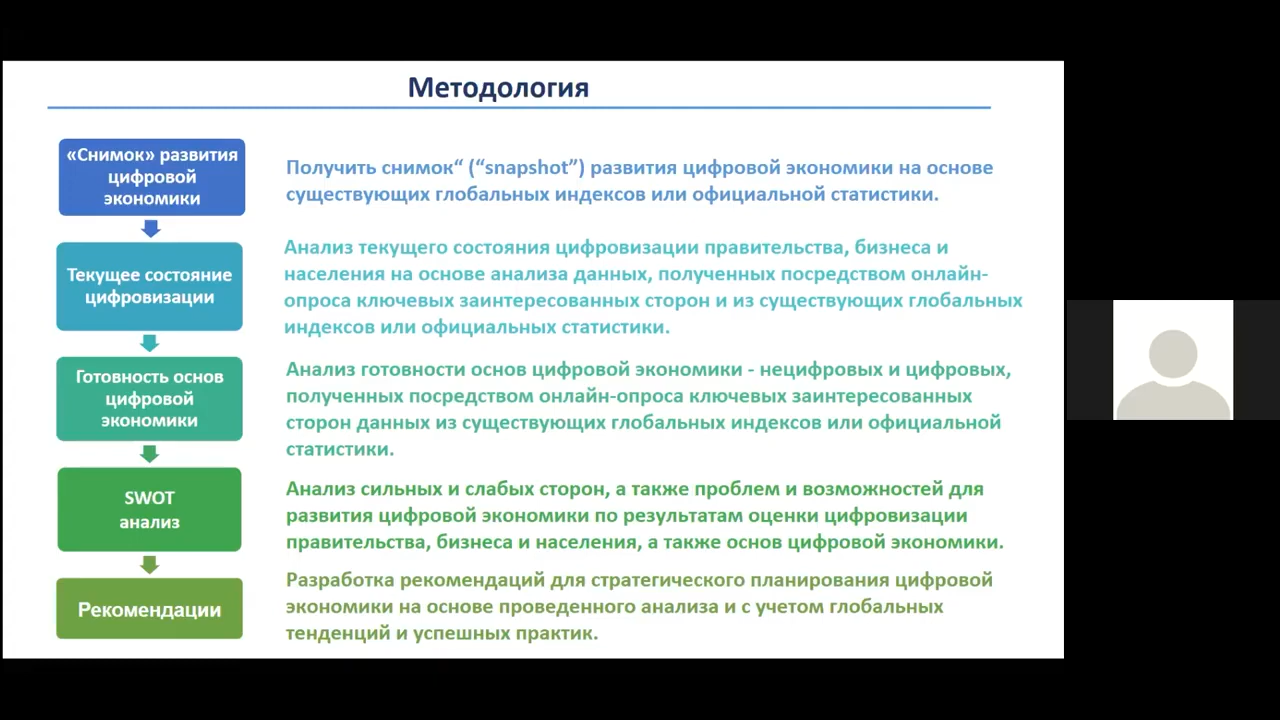 Методология
«Снимок» развития
цифровой
экономики
Получить снимок“ (“snapshot”) развития цифровой экономики на основе
существующих глобальных индексов или официальной статистики.
Текущее состояние
цифровизации
Анализ текущего состояния цифровизации правительства, бизнеса и
населения на основе анализа данных, полученных посредством онлайн-
опроса ключевых заинтересованных сторон и из существующих глобальных
индексов или официальных статистики.
Готовность основ
цифровой
экономики
Анализ готовности основ цифровой экономики - нецифровых и цифровых,
полученных посредством онлайн-опроса ключевых заинтересованных
сторон данных из существующих глобальных индексов или официальной
статистики.
SWOT
анализ
Анализ сильных и слабых сторон, а также проблем и возможностей для
развития цифровой экономики по результатам оценки цифровизации
правительства, бизнеса и населения, а также основ цифровой экономики.
Рекомендации
Разработка рекомендаций для стратегического планирования цифровой
экономики на основе проведенного анализа и с учетом глобальных
тенденций и успешных практик.